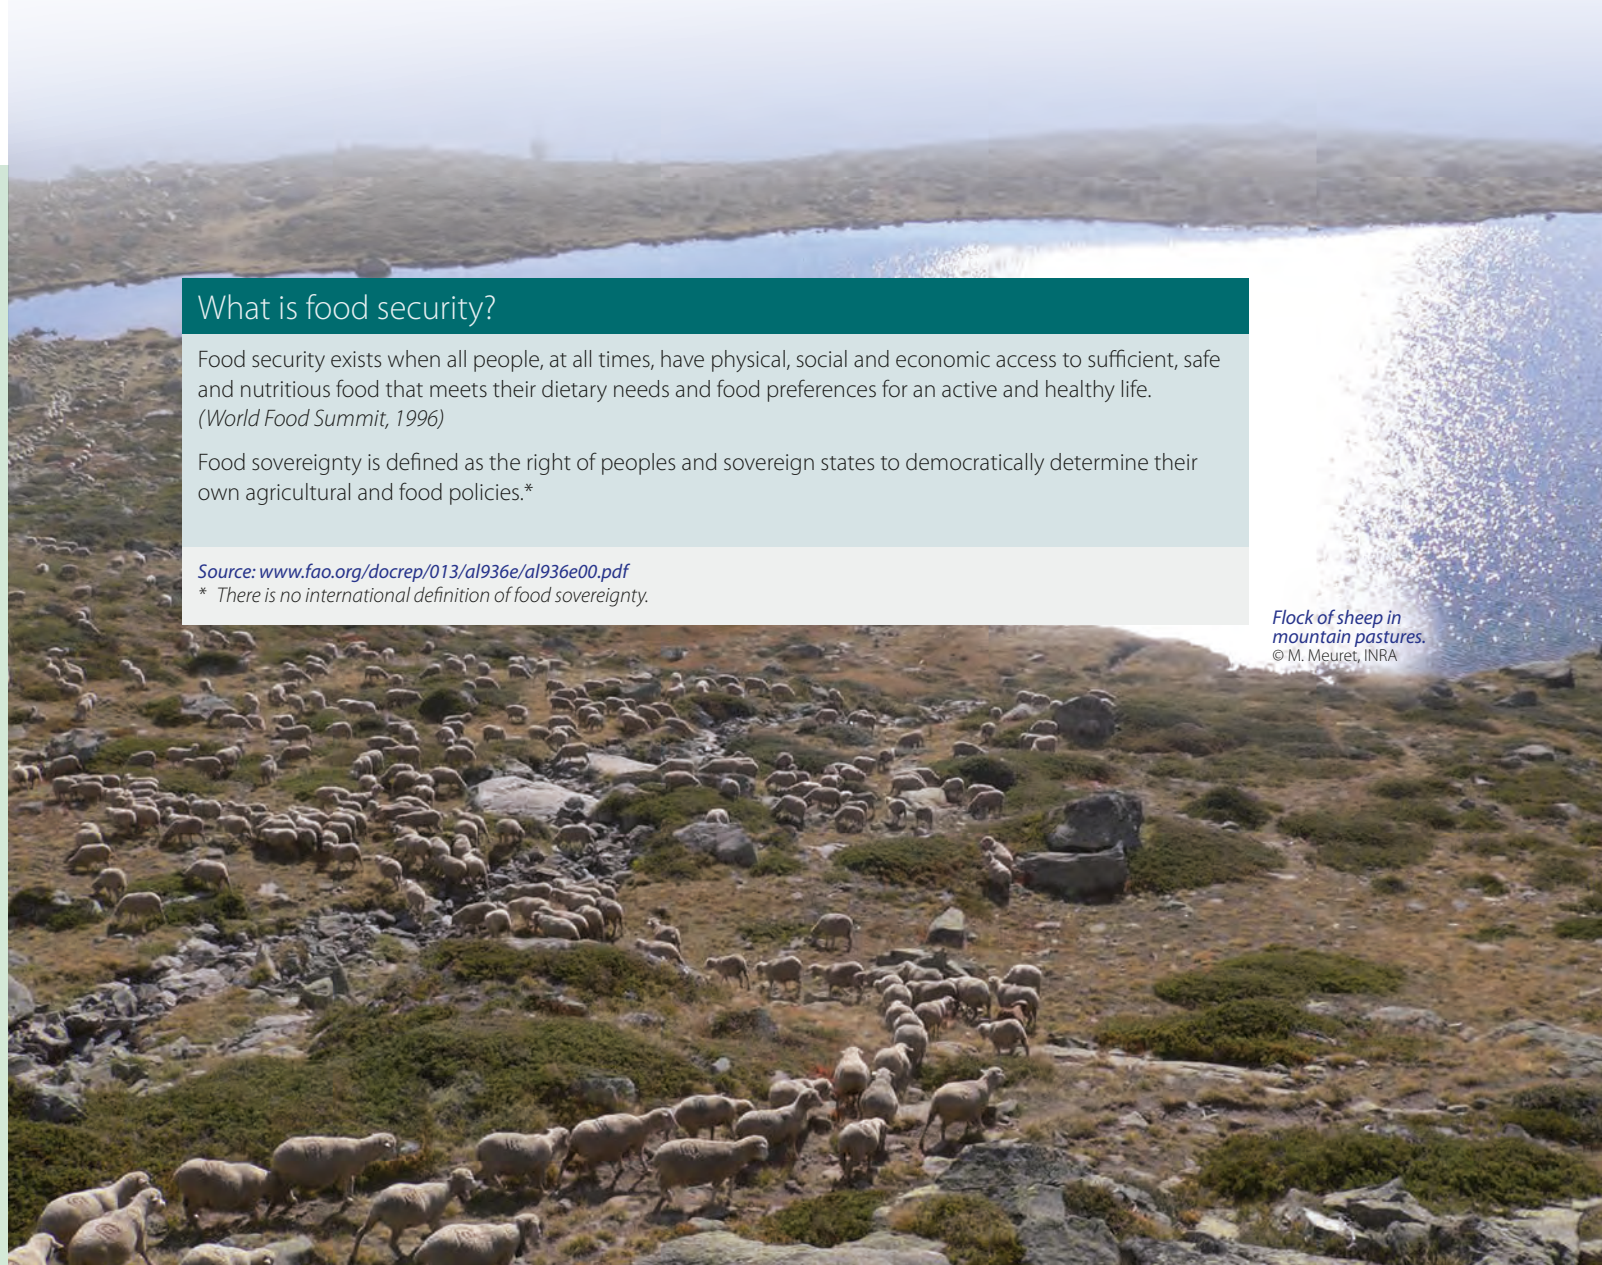 What is food security?
Food security exists when all people, at all times, have physical, social and economic access to sufficient, safe
and nutritious food that meets their dietary needs and food preferences for an active and healthy life.
(World Food Summit, 1996)
Food sovereignty is defined as the right of peoples and sovereign states to democratically determine their
own agricultural and food policies.*
Source: www.fao.org/docrep/013/al936e/al936e00.pdf
* There is no international definition of food sovereignty.
Flock of sheep in
mountain pastures.
© M. Meuret, INRA